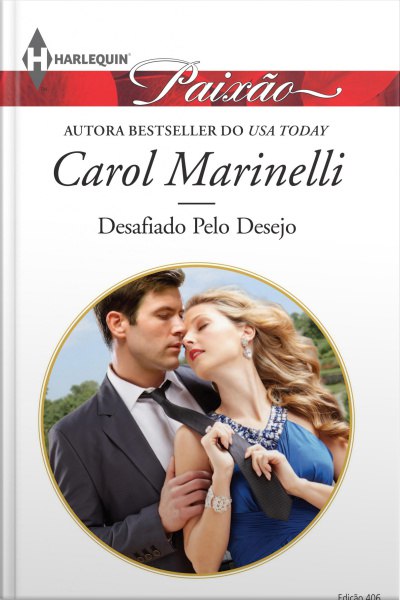 HARLEQUIN®
Paixão
AUTORA BESTSELLER DO USA TODAY
Carol Marinelli
Desafiado Pelo Desejo
Edição 406